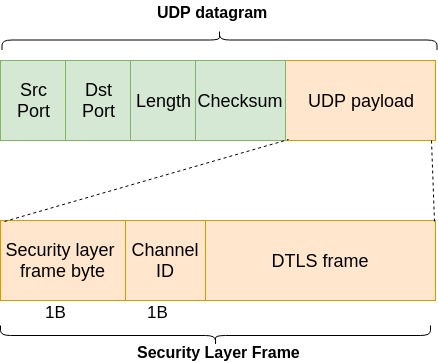 UDP datagram
Src Port
Dst Port
Length
Checksum
UDP payload
Security layer
frame byte
Channel
ID
DTLS frame
1B
1B
Security Layer Frame